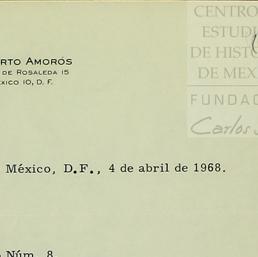 RTO AMORÓS
DE ROSALEDA 15
XICO 10, D. F.
CENTRO
ESTUDI
DE HISTO
DE MEX
FUNDAC
Carlos S
México, D.F., 4 de abril de 1968.
Núm. 8